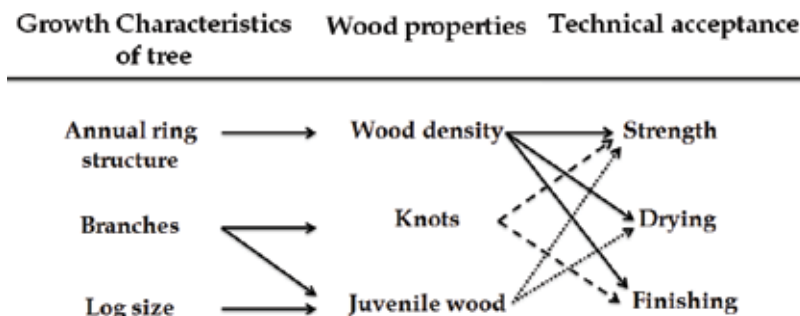 Growth Characteristics of tree
Wood properties
Technical acceptance
Annual ring structure
Wood density
Strength
Branches
Knots
Drying
Log size
Juvenile wood
Finishing